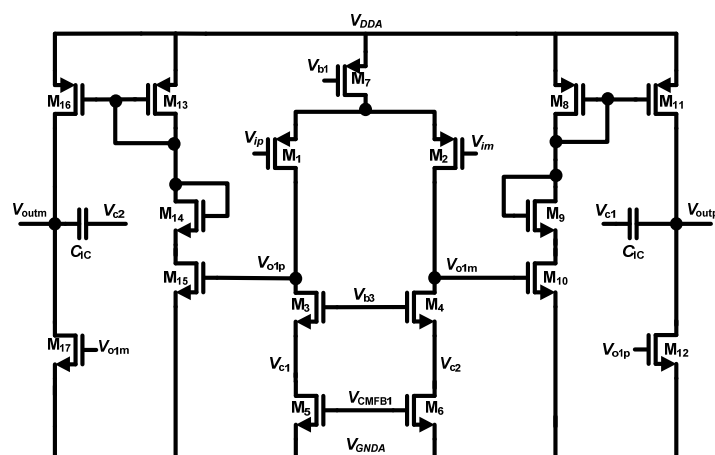 VDDA
Vb1
M7
M16
M13
M8
M11
Vip
M1
M2
Vim
M14
M9
Voutm
Vc2
CIC
Vc1
CIC
Voutp
M15
Vo1p
Vo1m
M10
M3
Vb3
M4
M17
Vo1m
Vc1
Vc2
Vo1p
M12
M5
VCMFB1
M6
VGNDA